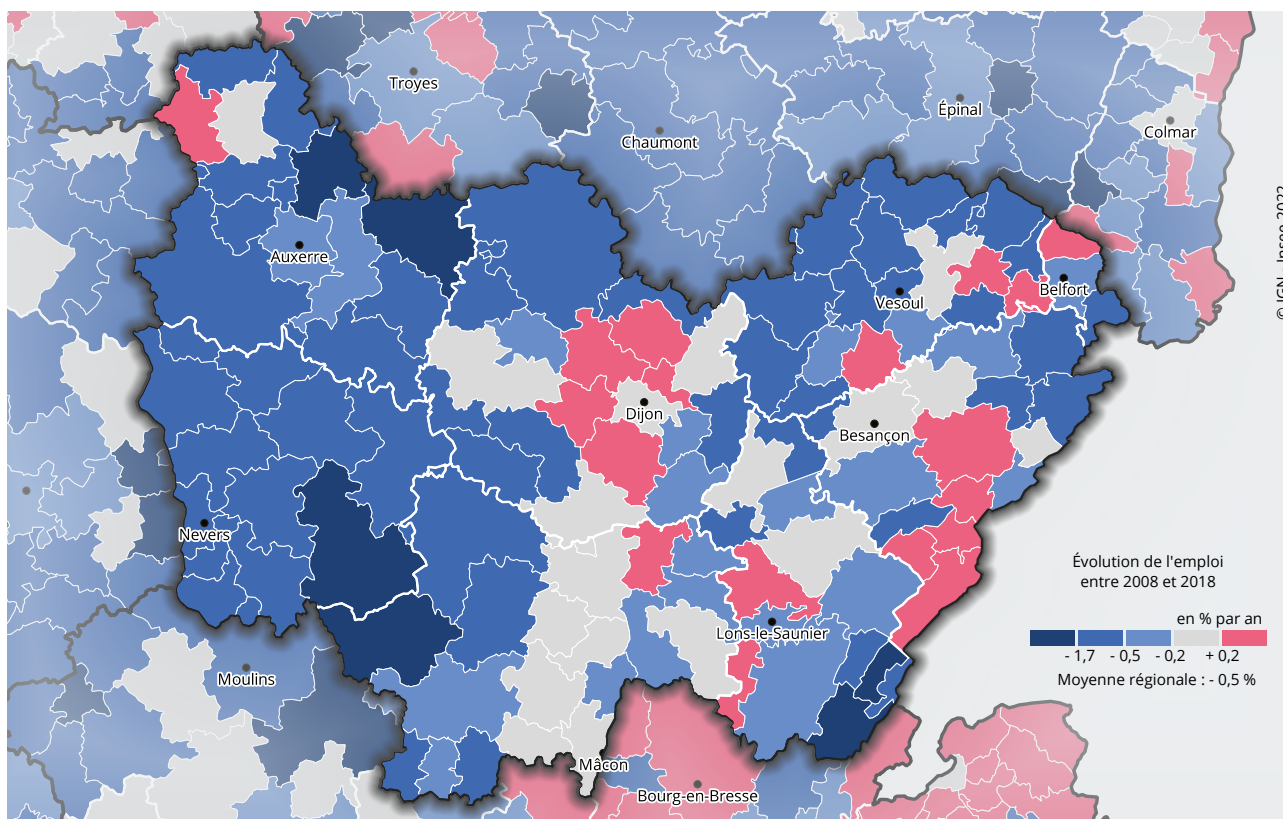 Troyes
Épinal
Chaumont
Colmar
© IGN - Insee 2022
Auxerre
Vesoul
Belfort
Dijon
Besançon
Nevers
Évolution de l'emploi
entre 2008 et 2018
en % par an
- 1,7 - 0,5 - 0,2 + 0,2
Moyenne régionale : - 0,5 %
Lons-le-Saunier
Moulins
Mâcon
Bourg-en-Bresse